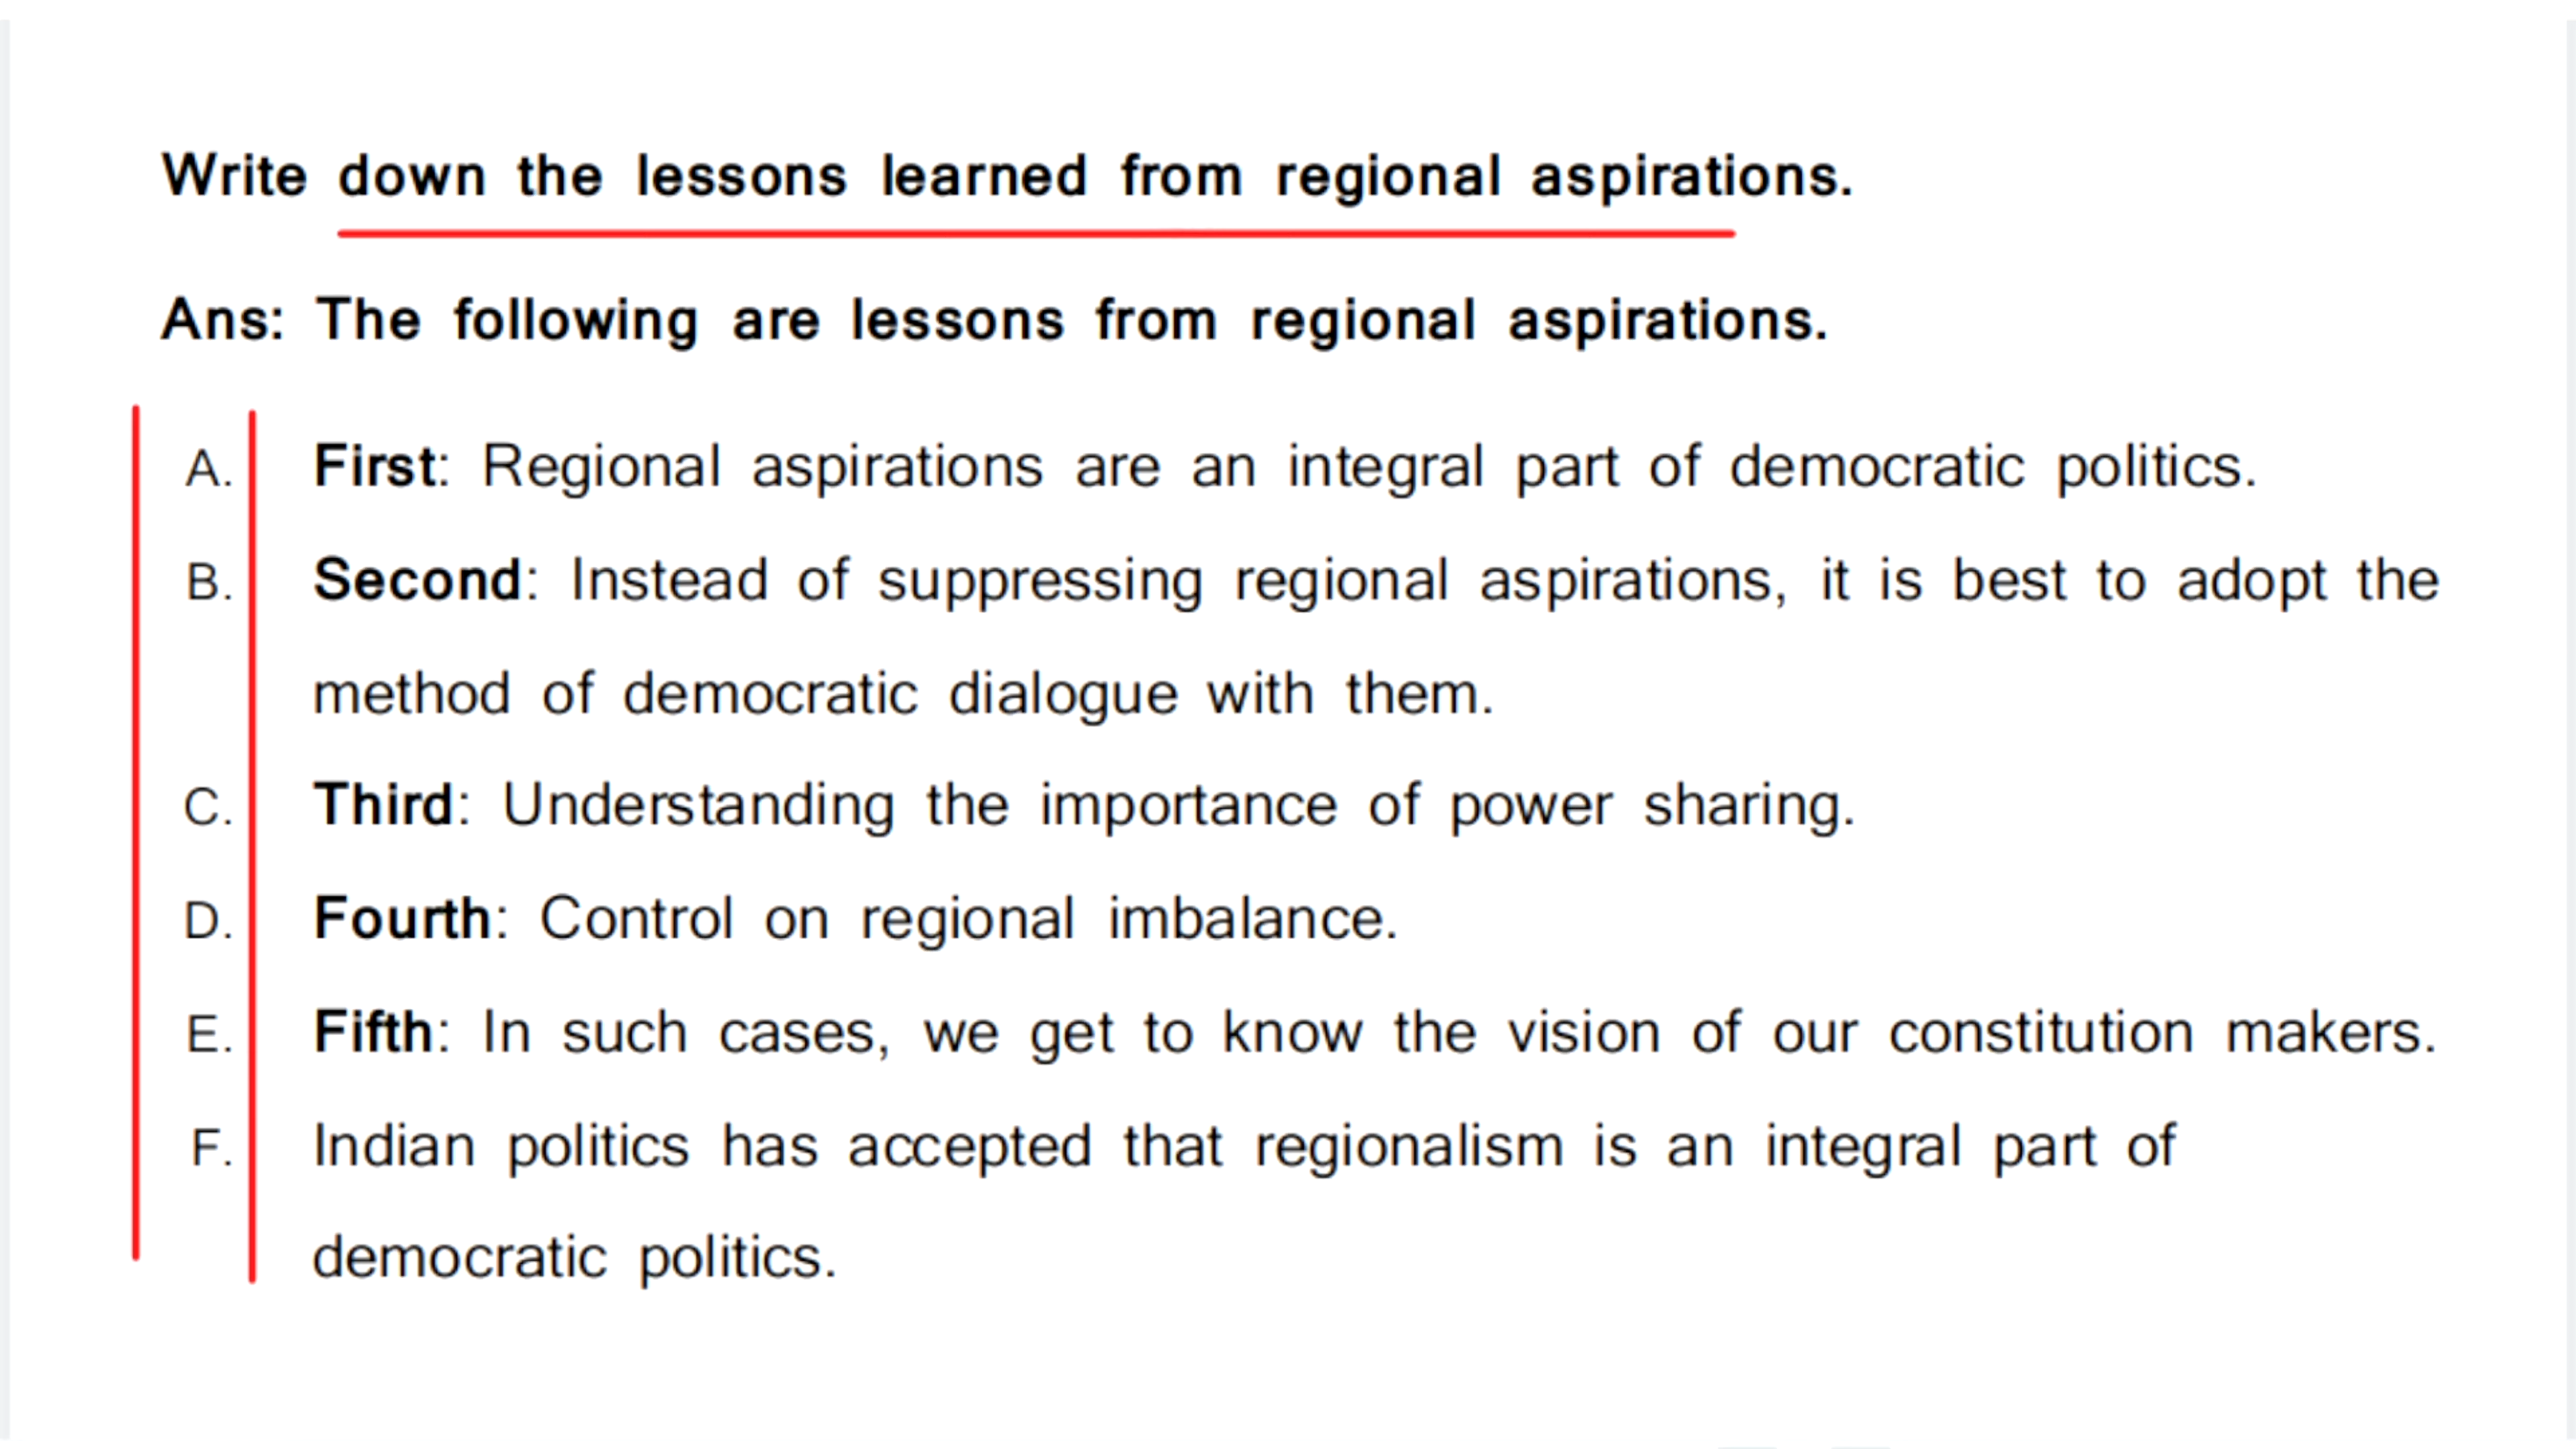 Write down the lessons learned from regional aspirations.
Ans: The following are lessons from regional aspirations.
A. First: Regional aspirations are an integral part of democratic politics.
B. Second: Instead of suppressing regional aspirations, it is best to adopt the
method of democratic dialogue with them.
C. Third: Understanding the importance of power sharing.
D. Fourth: Control on regional imbalance.
E. Fifth: In such cases, we get to know the vision of our constitution makers.
F. Indian politics has accepted that regionalism is an integral part of
democratic politics.